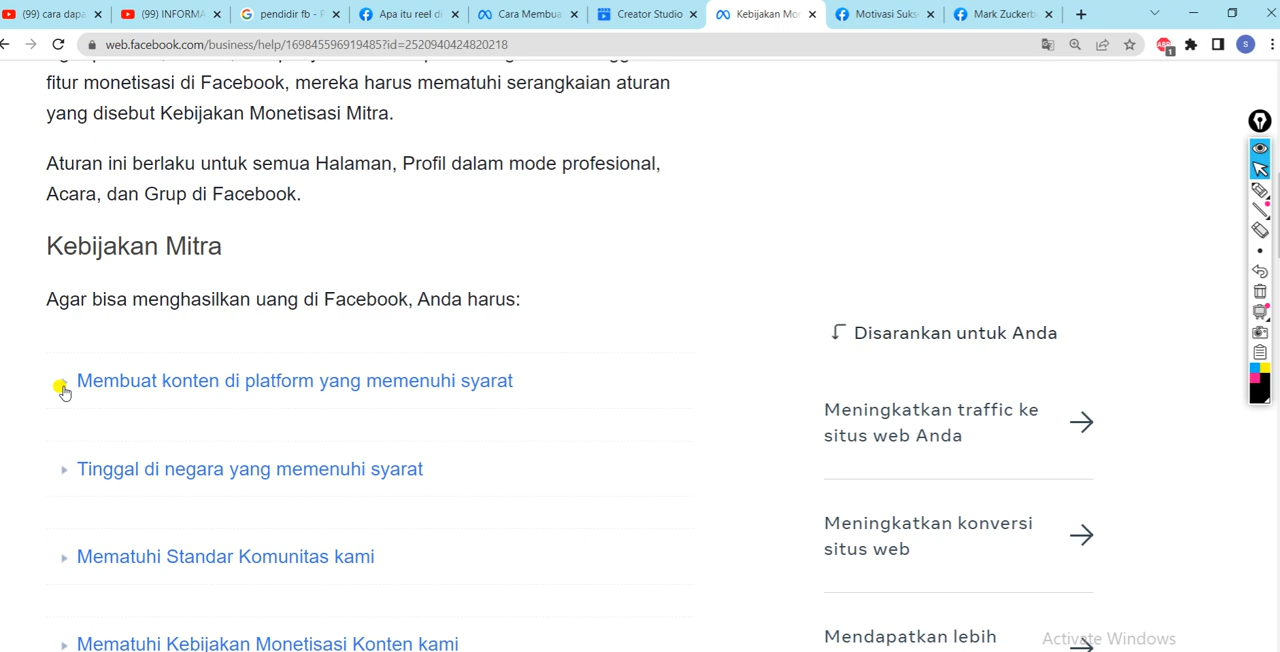 (99) cara dapa
(99) INFORMA
pendidir fb - P
Apa itu reel di
Cara Membua
Creator Studio
Kebijakan Mon
Motivasi Suks
Mark Zuckerb
web.facebook.com/business/help/169845596919485?id=2520940424820218
fitur monetisasi di Facebook, mereka harus mematuhi serangkaian aturan
yang disebut Kebijakan Monetisasi Mitra.
Aturan ini berlaku untuk semua Halaman, Profil dalam mode profesional,
Acara, dan Grup di Facebook.
Kebijakan Mitra
Agar bisa menghasilkan uang di Facebook, Anda harus:
Membuat konten di platform yang memenuhi syarat
Tinggal di negara yang memenuhi syarat
Mematuhi Standar Komunitas kami
Mematuhi Kebijakan Monetisasi Konten kami
Disarankan untuk Anda
Meningkatkan traffic ke
situs web Anda
Meningkatkan konversi
situs web
Mendapatkan lebih
Activate Windows